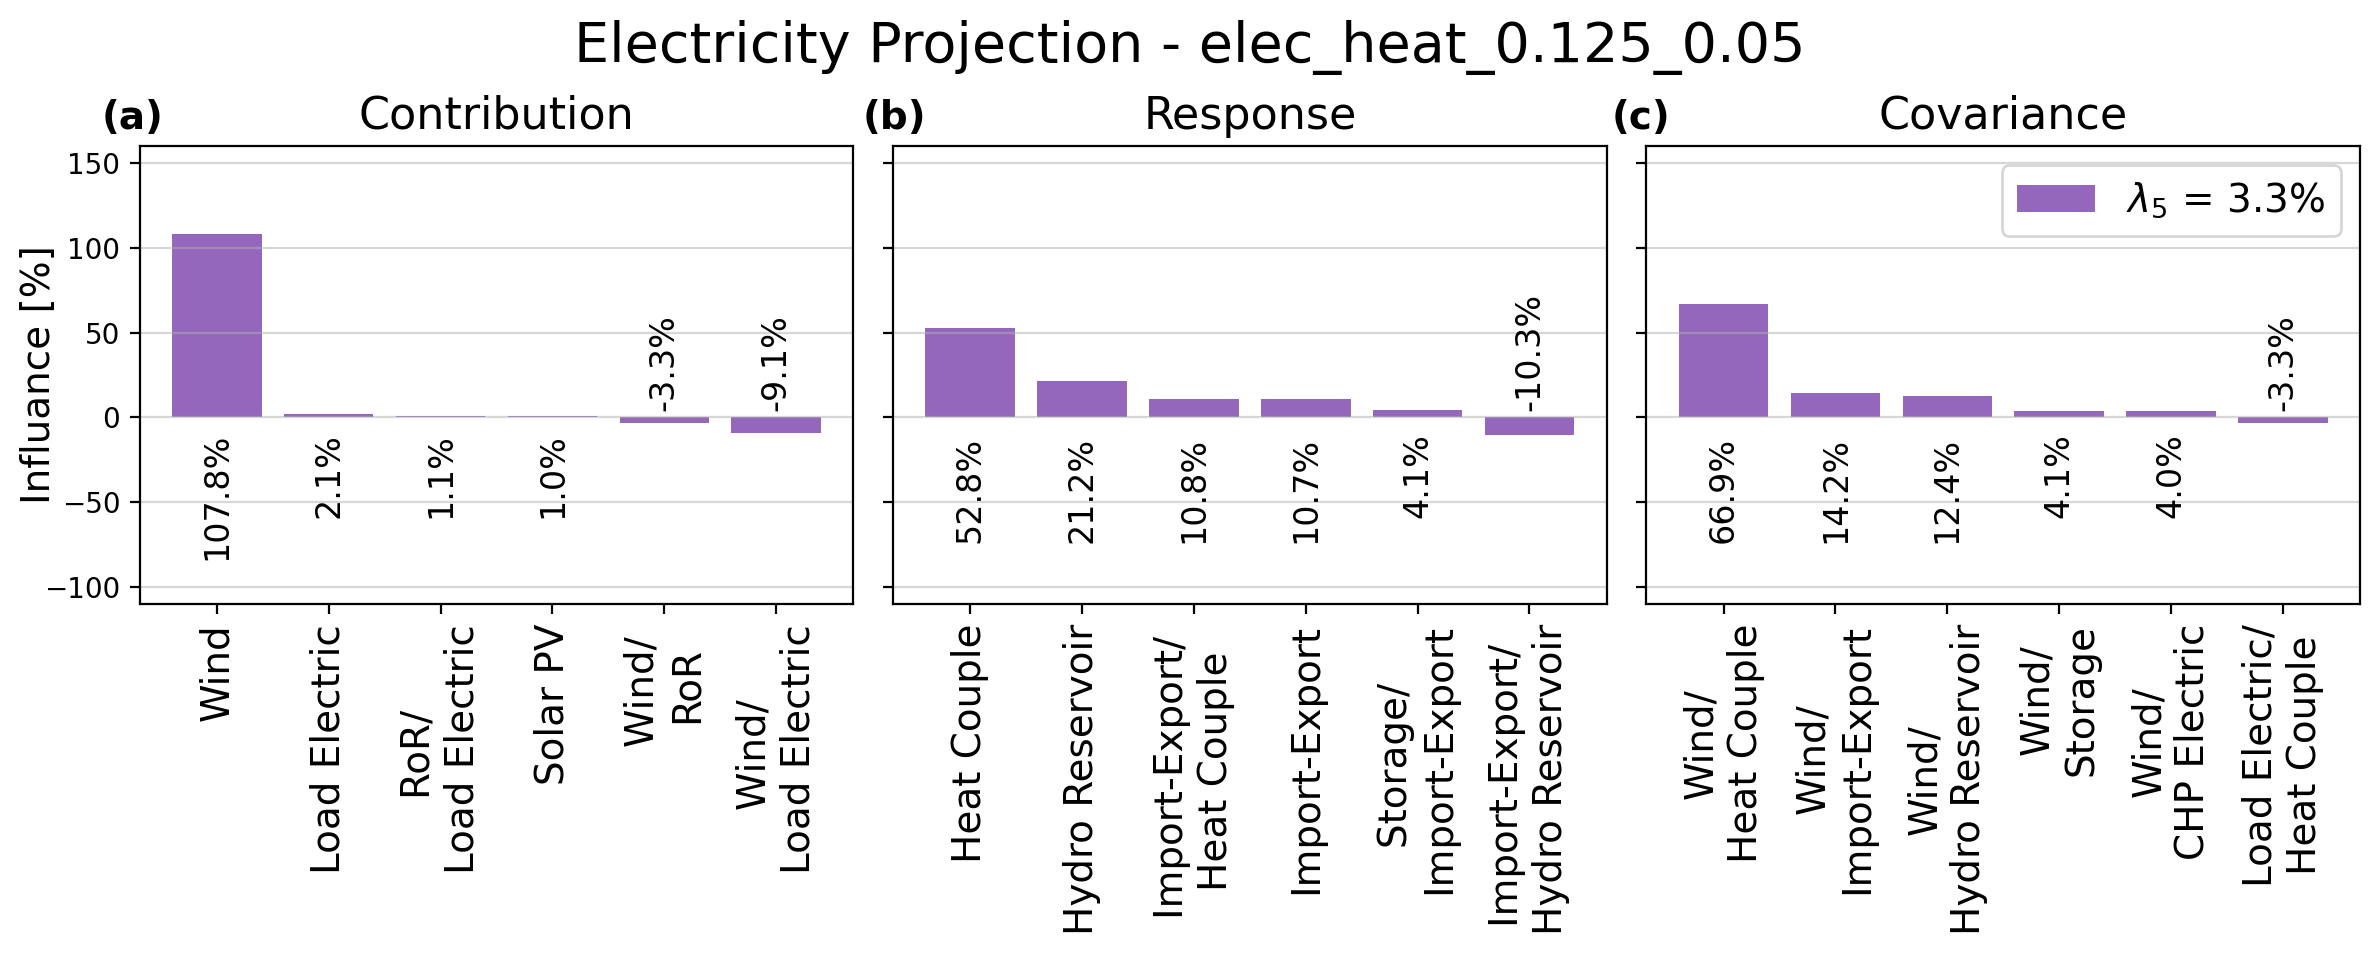 Electricity Projection - elec_heat_0.125_0.05
(a)
Contribution
(b)
Response
(c)
Covariance
Influance [%]
150
100
50
0
−50
−100
107.8%
2.1%
1.1%
1.0%
-3.3%
-9.1%
Wind
Load Electric
RoR/
Load Electric
Solar PV
Wind/
RoR
Wind/
Load Electric
52.8%
21.2%
10.8%
10.7%
4.1%
-10.3%
Heat Couple
Hydro Reservoir
Import-Export/
Heat Couple
Import-Export
Storage/
Import-Export
Import-Export/
Hydro Reservoir
λ5 = 3.3%
66.9%
14.2%
12.4%
4.1%
4.0%
-3.3%
Wind/
Heat Couple
Wind/
Import-Export
Wind/
Hydro Reservoir
Wind/
Storage
Wind/
CHP Electric
Load Electric/
Heat Couple